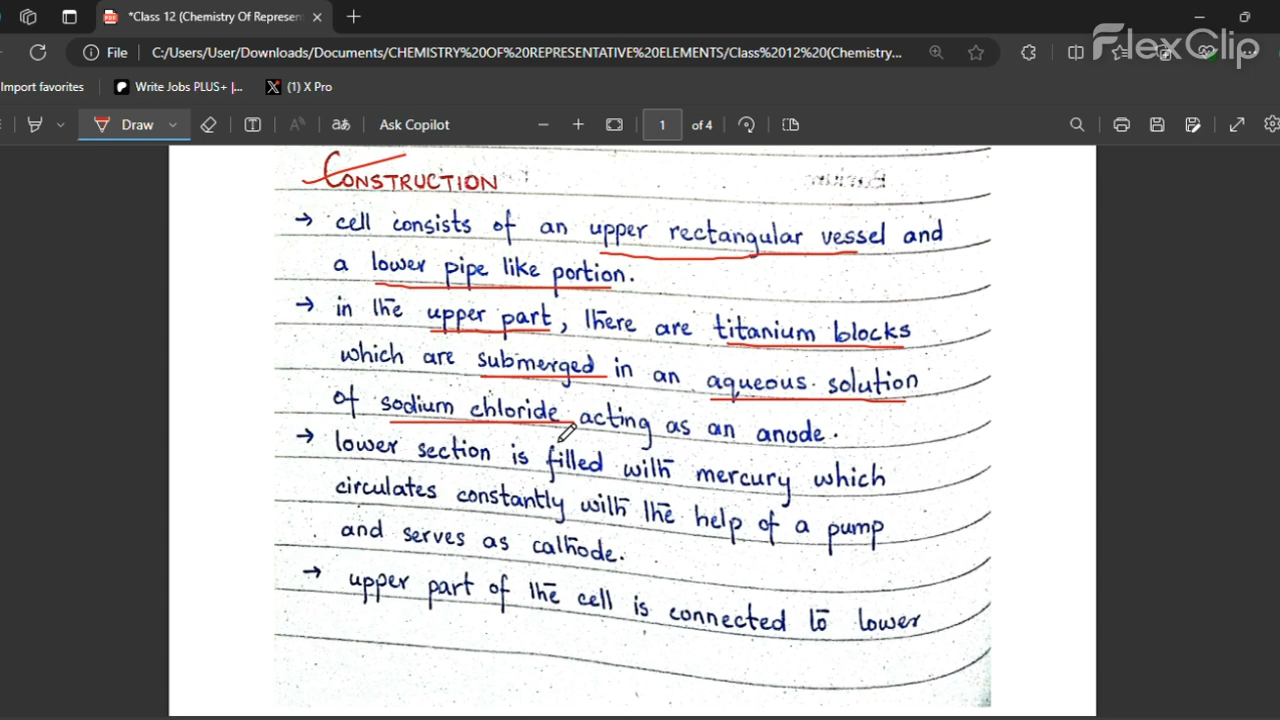 *Class 12 (Chemistry Of Represen
File
C:/Users/User/Downloads/Documents/CHEMISTRY%20OF%20REPRESENTATIVE%20ELEMENTS/Class%2012%20(Chemistry...
FlexClip
Import favorites
Write Jobs PLUS+ |...
(1) X Pro
Draw
Ask Copilot
1 of 4
CONSTRUCTION
→ cell consists of an upper rectangular vessel and
a lower pipe like portion.
→ in the upper part, there are titanium blocks
which are submerged in an aqueous solution
of sodium chloride acting as an anode.
→ lower section is filled with mercury which
circulates constantly with the help of a pump
and serves as cathode.
→ upper part of the cell is connected to lower